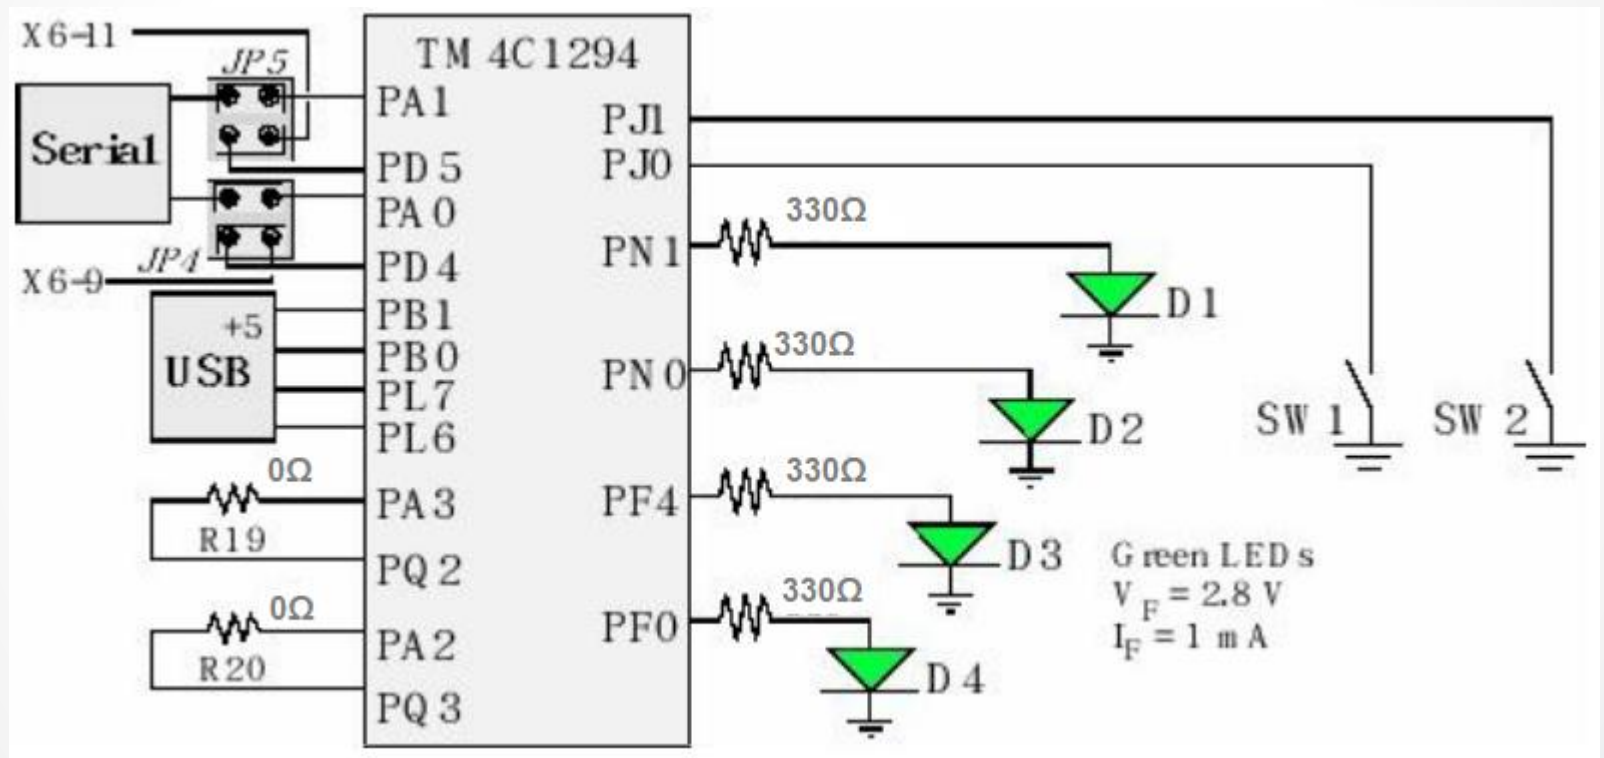 X6-11
JP5
Serial
JP4
X6-9
+5
USB
0Ω
R19
0Ω
R20
TM4C1294
PA1
PD5
PA0
PD4
PB1
PB0
PL7
PL6
PA3
PQ2
PA2
PQ3
PJ1
PJ0
PN1
PN0
PF4
PF0
330Ω
D1
330Ω
D2
330Ω
D3
330Ω
D4
SW1
SW2
Green LEDs
VF = 2.8 V
IF = 1 mA